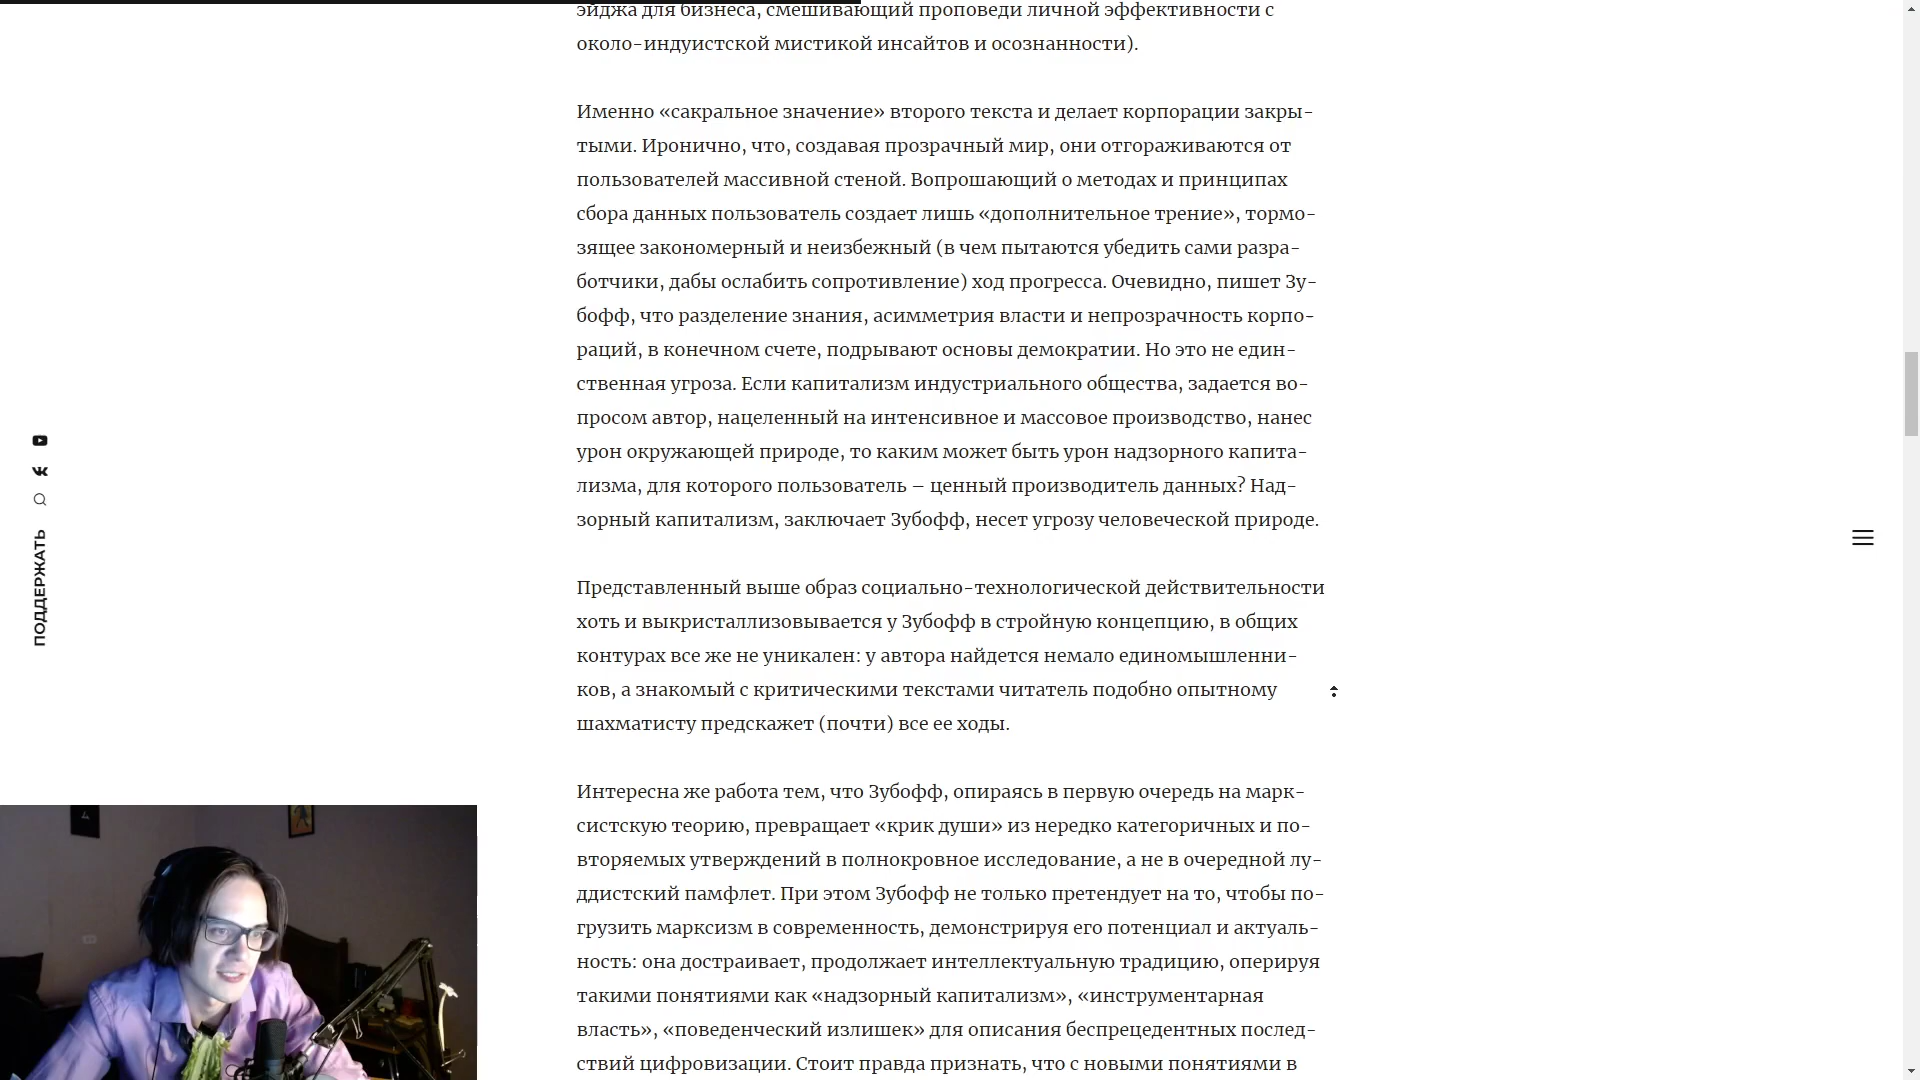 эйджа для бизнеса, смешивающий проповеди личной эффективности с
около-индуистской мистикой инсайтов и осознанности).
Именно «сакральное значение» второго текста и делает корпорации закры-
тыми. Иронично, что, создавая прозрачный мир, они отгораживаются от
пользователей массивной стеной. Вопрошающий о методах и принципах
сбора данных пользователь создает лишь «дополнительное трение», тормо-
зящее закономерный и неизбежный (в чем пытаются убедить сами разра-
ботчики, дабы ослабить сопротивление) ход прогресса. Очевидно, пишет Зу-
бофф, что разделение знания, асимметрия власти и непрозрачность корпо-
раций, в конечном счете, подрывают основы демократии. Но это не един-
ственная угроза. Если капитализм индустриального общества, задается во-
просом автор, нацеленный на интенсивное и массовое производство, нанес
урон окружающей природе, то каким может быть урон надзорного капита-
лизма, для которого пользователь – ценный производитель данных? Над-
зорный капитализм, заключает Зубофф, несет угрозу человеческой природе.
Представленный выше образ социально-технологической действительности
хоть и выкристаллизовывается у Зубофф в стройную концепцию, в общих
контурах все же не уникален: у автора найдется немало единомышленни-
ков, а знакомый с критическими текстами читатель подобно опытному
шахматисту предскажет (почти) все ее ходы.
Интересна же работа тем, что Зубофф, опираясь в первую очередь на марк-
систскую теорию, превращает «крик души» из нередко категоричных и по-
вторяемых утверждений в полнокровное исследование, а не в очередной лу-
ддистский памфлет. При этом Зубофф не только претендует на то, чтобы по-
грузить марксизм в современность, демонстрируя его потенциал и актуаль-
ность: она достраивает, продолжает интеллектуальную традицию, оперируя
такими понятиями как «надзорный капитализм», «инструментарная
власть», «поведенческий излишек» для описания беспрецедентных послед-
ствий цифровизации. Стоит правда признать, что с новыми понятиями в
ПОДДЕРЖАТЬ